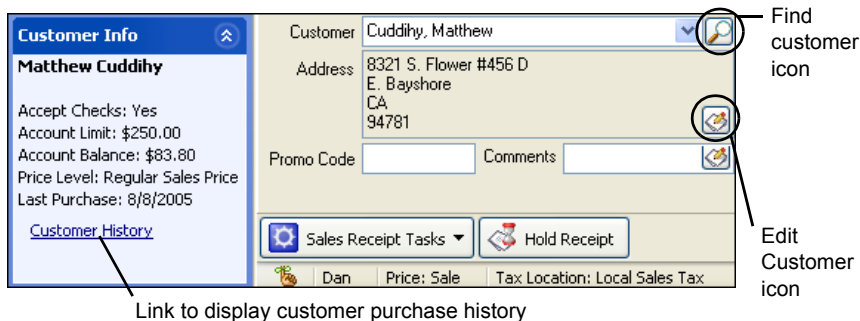 Customer Info
Matthew Cuddihy
Accept Checks: Yes
Account Limit: $250.00
Account Balance: $83.80
Price Level: Regular Sales Price
Last Purchase: 8/8/2005
Customer History
Customer Cuddihy, Matthew
Address 8321 S. Flower #456 D
E. Bayshore
CA
94781
Promo Code Comments
Sales Receipt Tasks Hold Receipt
Dan Price: Sale Tax Location: Local Sales Tax
Find
customer
icon
Edit
Customer
icon
Link to display customer purchase history